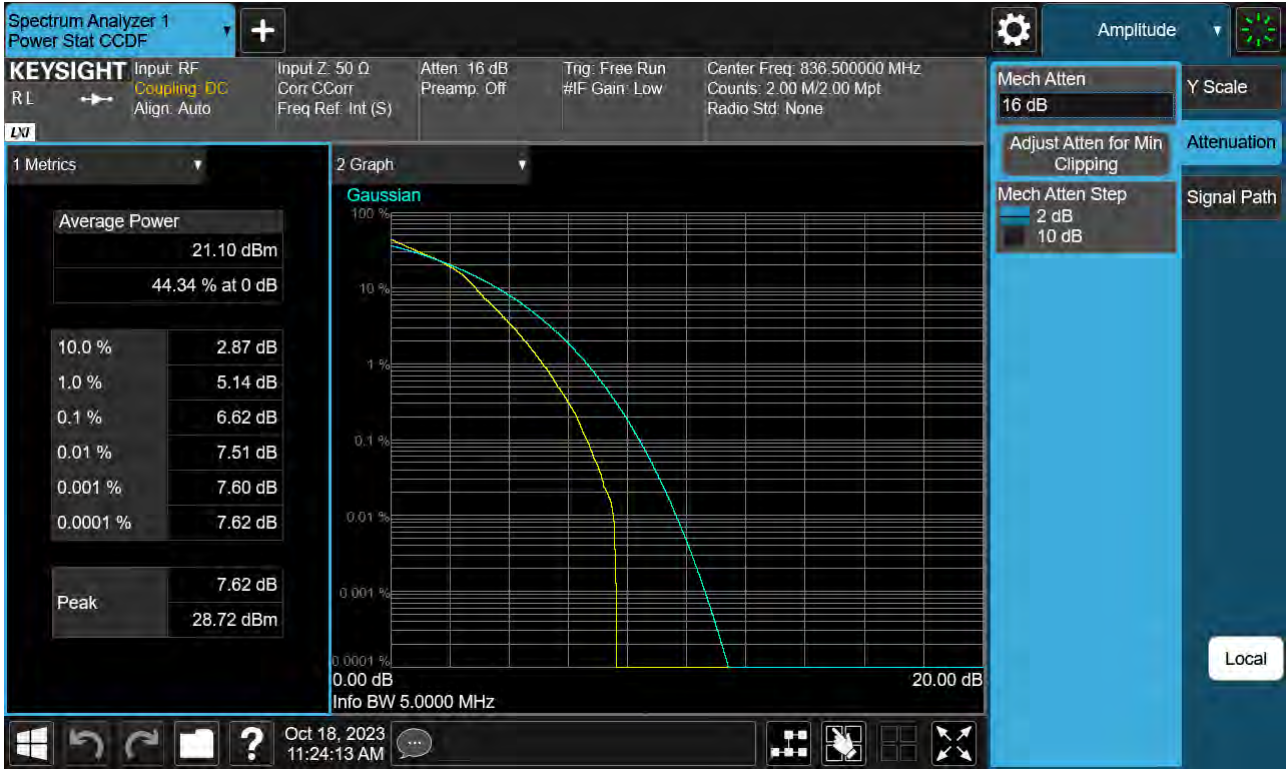 Spectrum Analyzer 1
Power Stat CCDF
+
Amplitude
KEYSIGHT
R L
LXI
Input: RF
Coupling: DC
Align: Auto
Input Z: 50 Ω
Corr CCorr
Freq Ref: Int (S)
Atten: 16 dB
Preamp: Off
Trig: Free Run
#IF Gain: Low
Center Freq: 836.500000 MHz
Counts: 2.00 M/2.00 Mpt
Radio Std: None
1 Metrics
Average Power
21.10 dBm
44.34 % at 0 dB
10.0 % 2.87 dB
1.0 % 5.14 dB
0.1 % 6.62 dB
0.01 % 7.51 dB
0.001 % 7.60 dB
0.0001 % 7.62 dB
Peak
7.62 dB
28.72 dBm
2 Graph
Gaussian
100 %
10 %
1 %
0.1 %
0.01 %
0.001 %
0.0001 %
0.00 dB 20.00 dB
Info BW 5.0000 MHz
Mech Atten
16 dB
Adjust Atten for Min
Clipping
Mech Atten Step
2 dB
10 dB
Y Scale
Attenuation
Signal Path
Local
?
Oct 18, 2023
11:24:13 AM